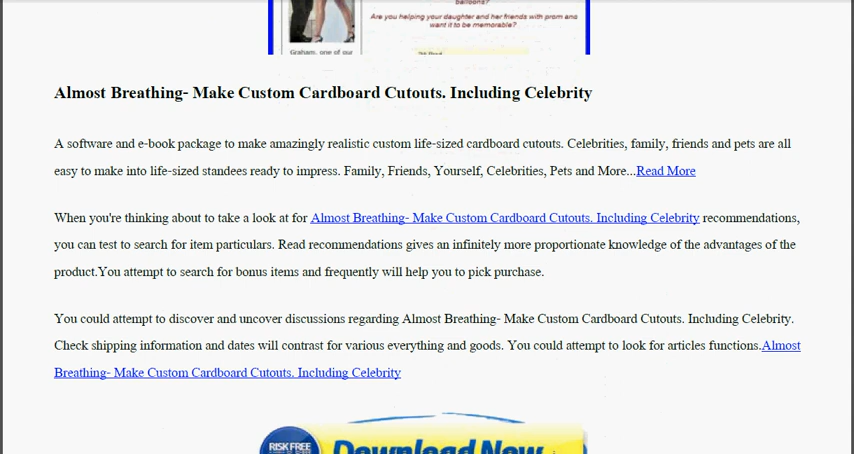 balloons?
Are you helping your daughter and her friends with prom and
want it to be memorable?
Graham, one of our
Almost Breathing- Make Custom Cardboard Cutouts. Including Celebrity
A software and e-book package to make amazingly realistic custom life-sized cardboard cutouts. Celebrities, family, friends and pets are all
easy to make into life-sized standees ready to impress. Family, Friends, Yourself, Celebrities, Pets and More...Read More
When you're thinking about to take a look at for Almost Breathing- Make Custom Cardboard Cutouts. Including Celebrity recommendations,
you can test to search for item particulars. Read recommendations gives an infinitely more proportionate knowledge of the advantages of the
product.You attempt to search for bonus items and frequently will help you to pick purchase.
You could attempt to discover and uncover discussions regarding Almost Breathing- Make Custom Cardboard Cutouts. Including Celebrity.
Check shipping information and dates will contrast for various everything and goods. You could attempt to look for articles functions.Almost
Breathing- Make Custom Cardboard Cutouts. Including Celebrity
RISK FREE
Download Now